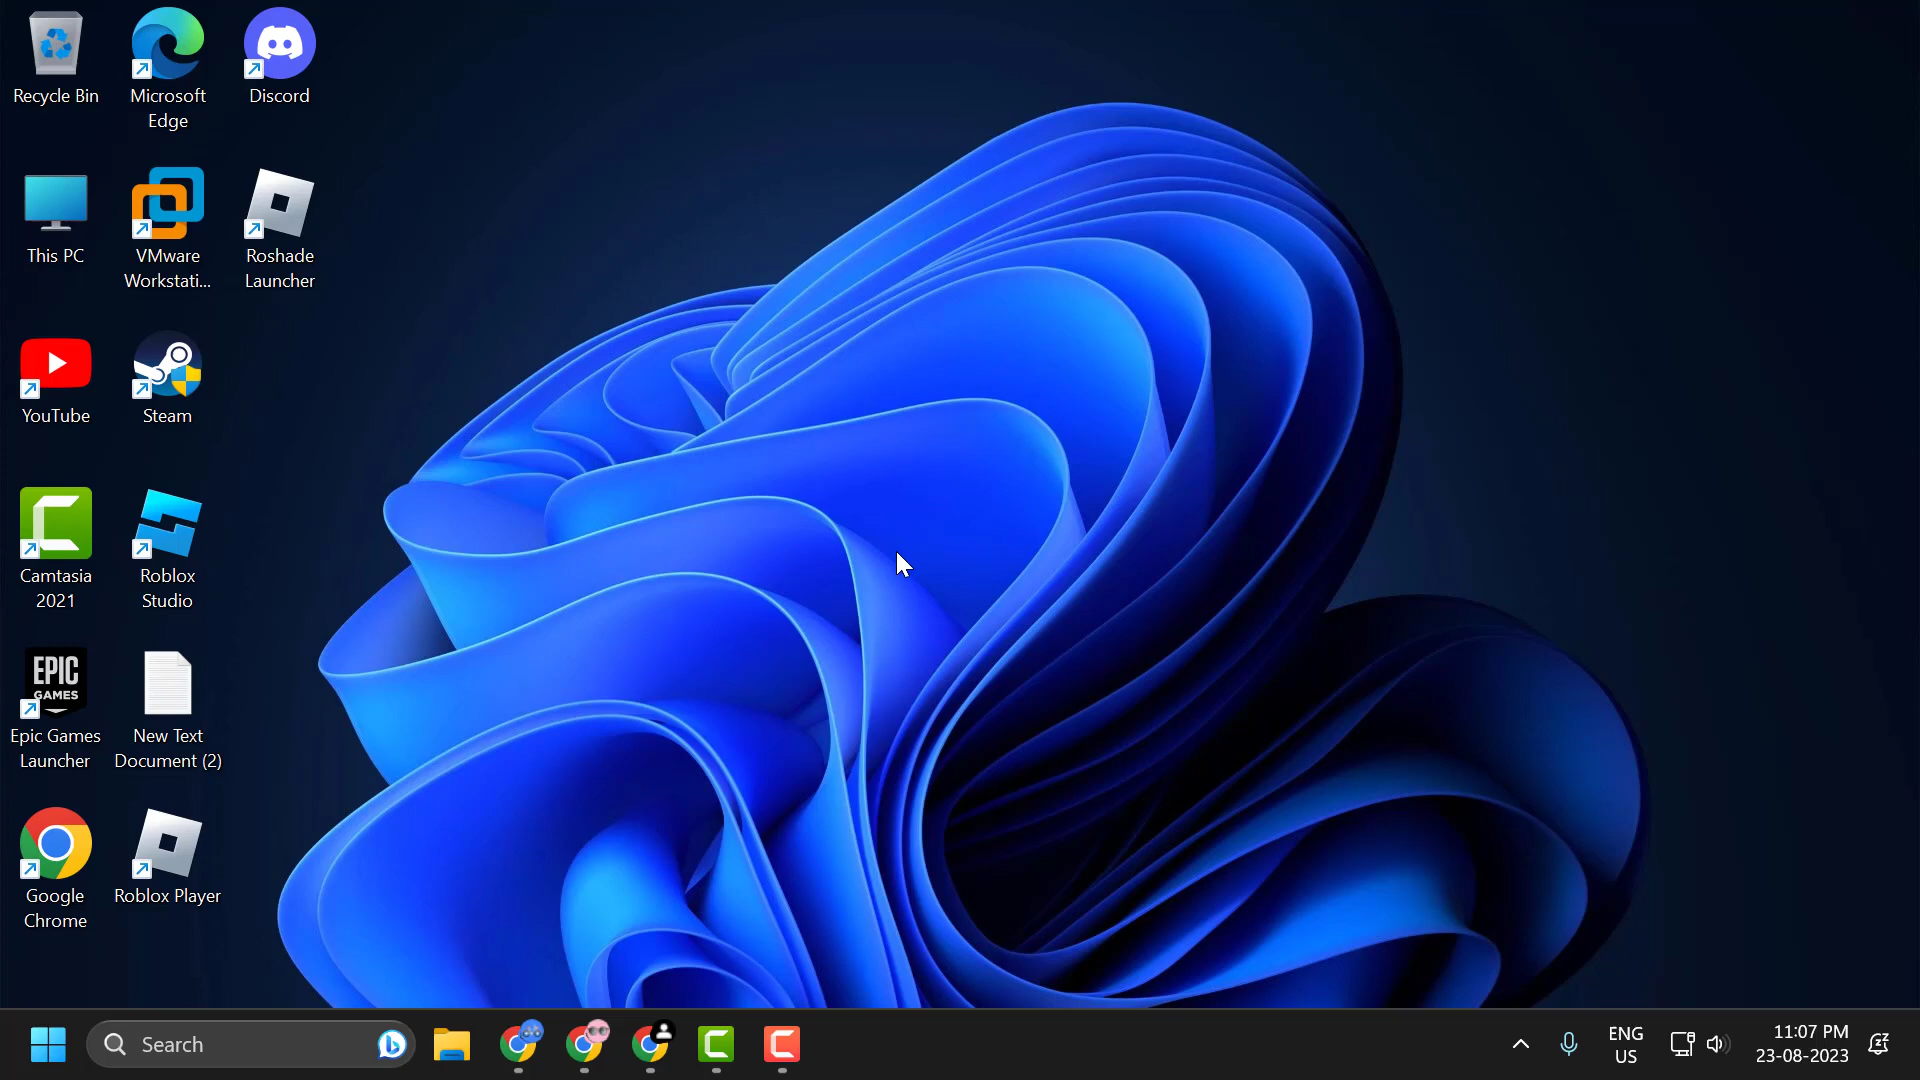 Recycle Bin
Microsoft
Edge
Discord
This PC
VMware
Workstati...
Roshade
Launcher
YouTube
Steam
Camtasia
2021
Roblox
Studio
EPIC
GAMES
Epic Games
Launcher
New Text
Document (2)
Google
Chrome
Roblox Player
Search
ENG
US
11:07 PM
23-08-2023